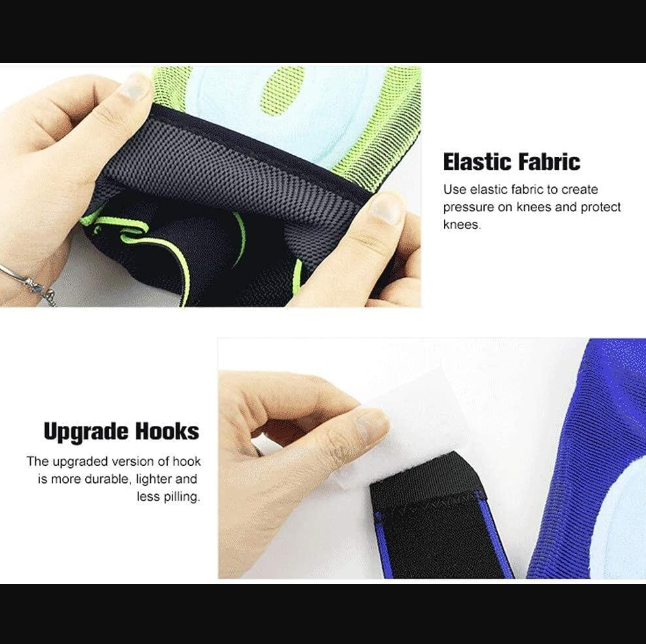 Elastic Fabric
Use elastic fabric to create
pressure on knees and protect
knees.
Upgrade Hooks
The upgraded version of hook
is more durable, lighter and
less pilling.